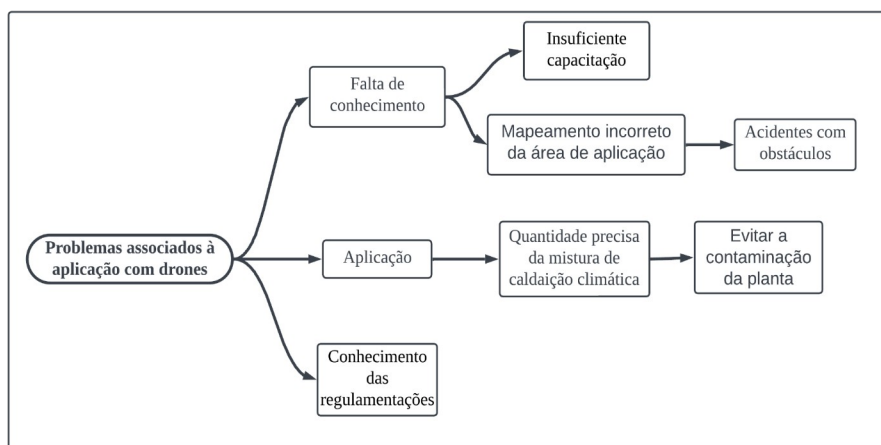 Insuficiente
capacitação
Falta de
conhecimento
Mapeamento incorreto
da área de aplicação
Acidentes com
obstáculos
Problemas associados à
aplicação com drones
Aplicação
Quantidade precisa
da mistura de
caldaição climática
Evitar a
contaminação
da planta
Conhecimento
das
regulamentações